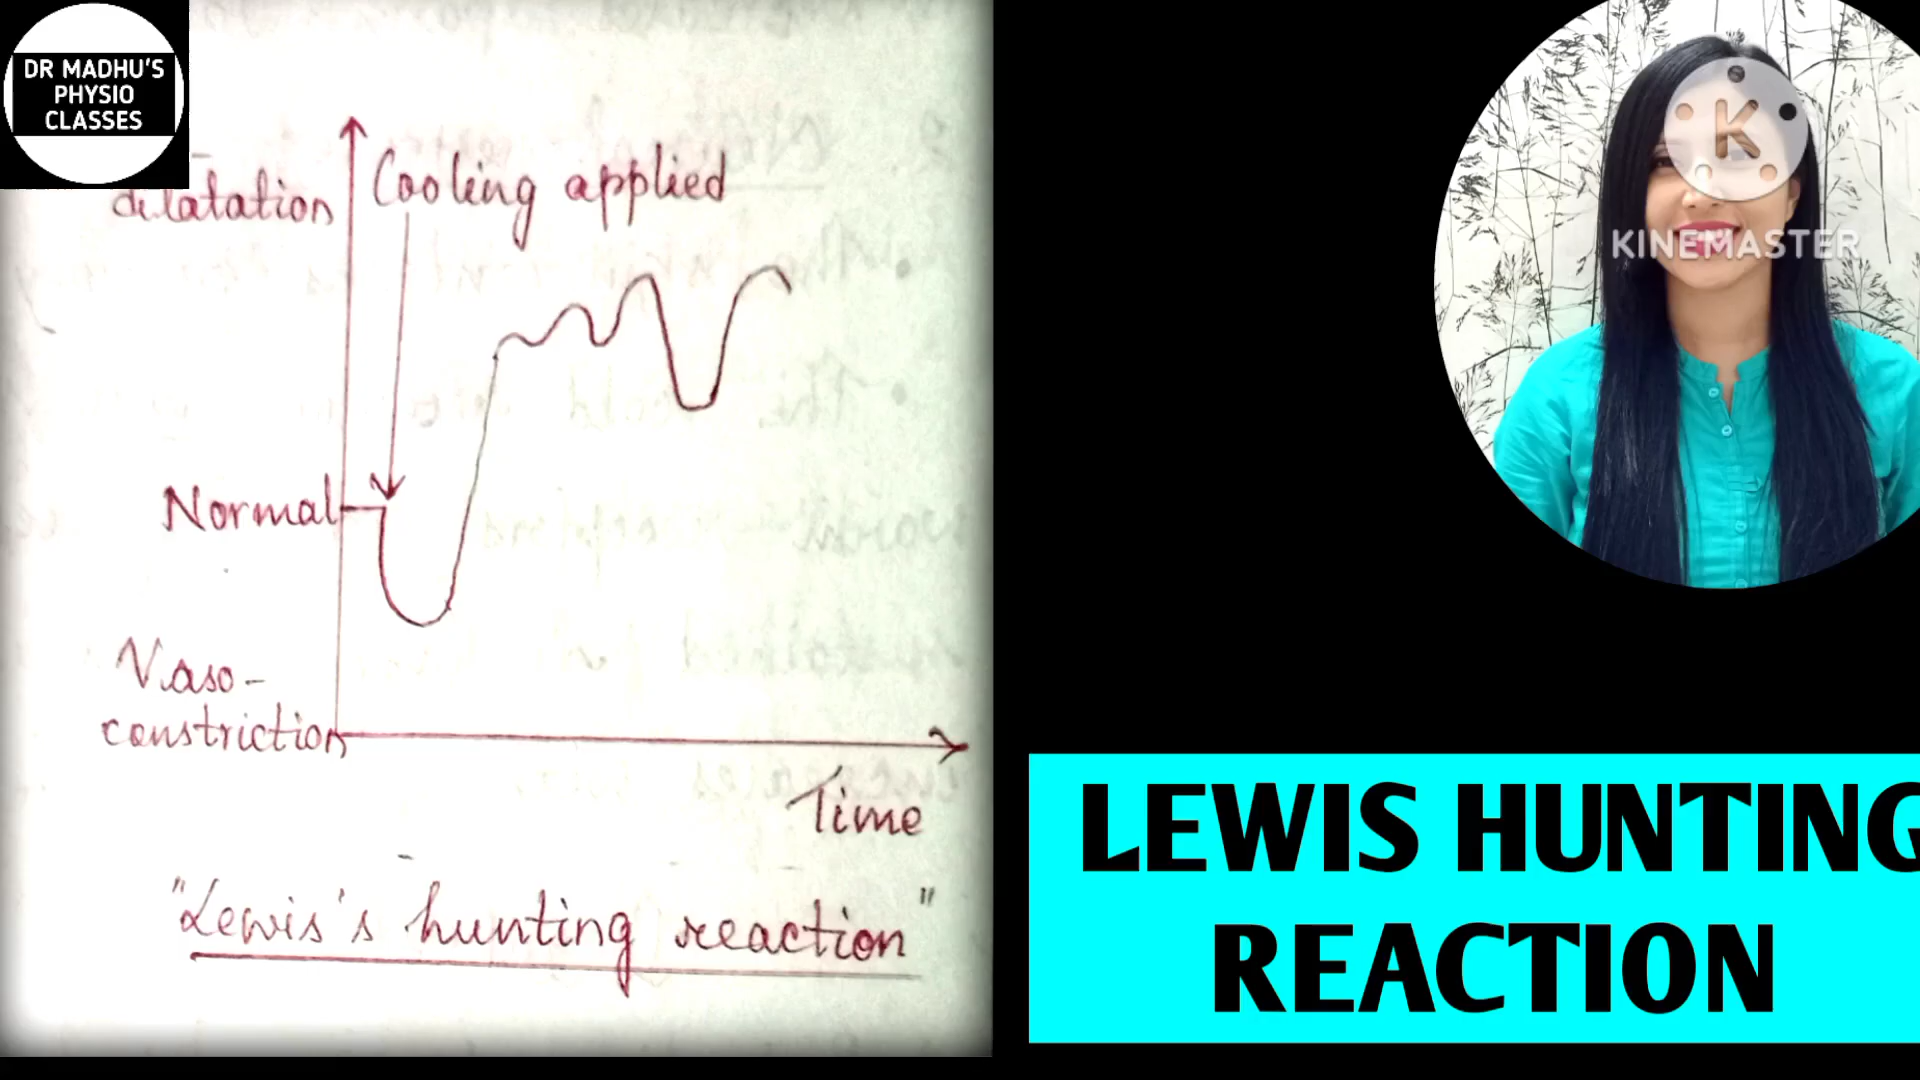 DR MADHU'S
PHYSIO
CLASSES
dilatation
Cooling applied
Normal
Vaso-
constriction
Time
"Lewis's hunting reaction"
KINEMASTER
LEWIS HUNTING
REACTION